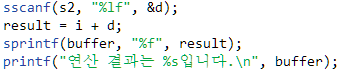 sscanf(s2, "%lf", &d);
result = i + d;
sprintf(buffer, "%f", result);
printf("연산 결과는 %s입니다.\n", buffer);